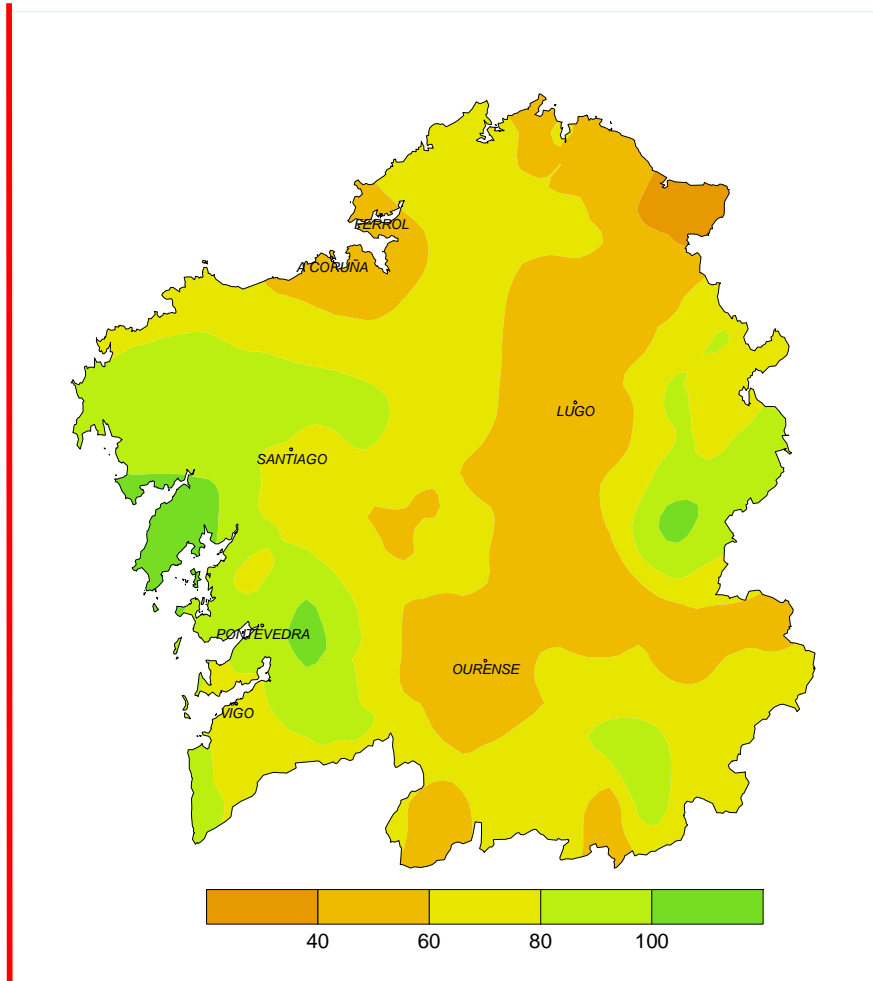 FERROL
A CORUÑA
LUGO
SANTIAGO
PONTEVEDRA
OURENSE
VIGO
40 60 80 100